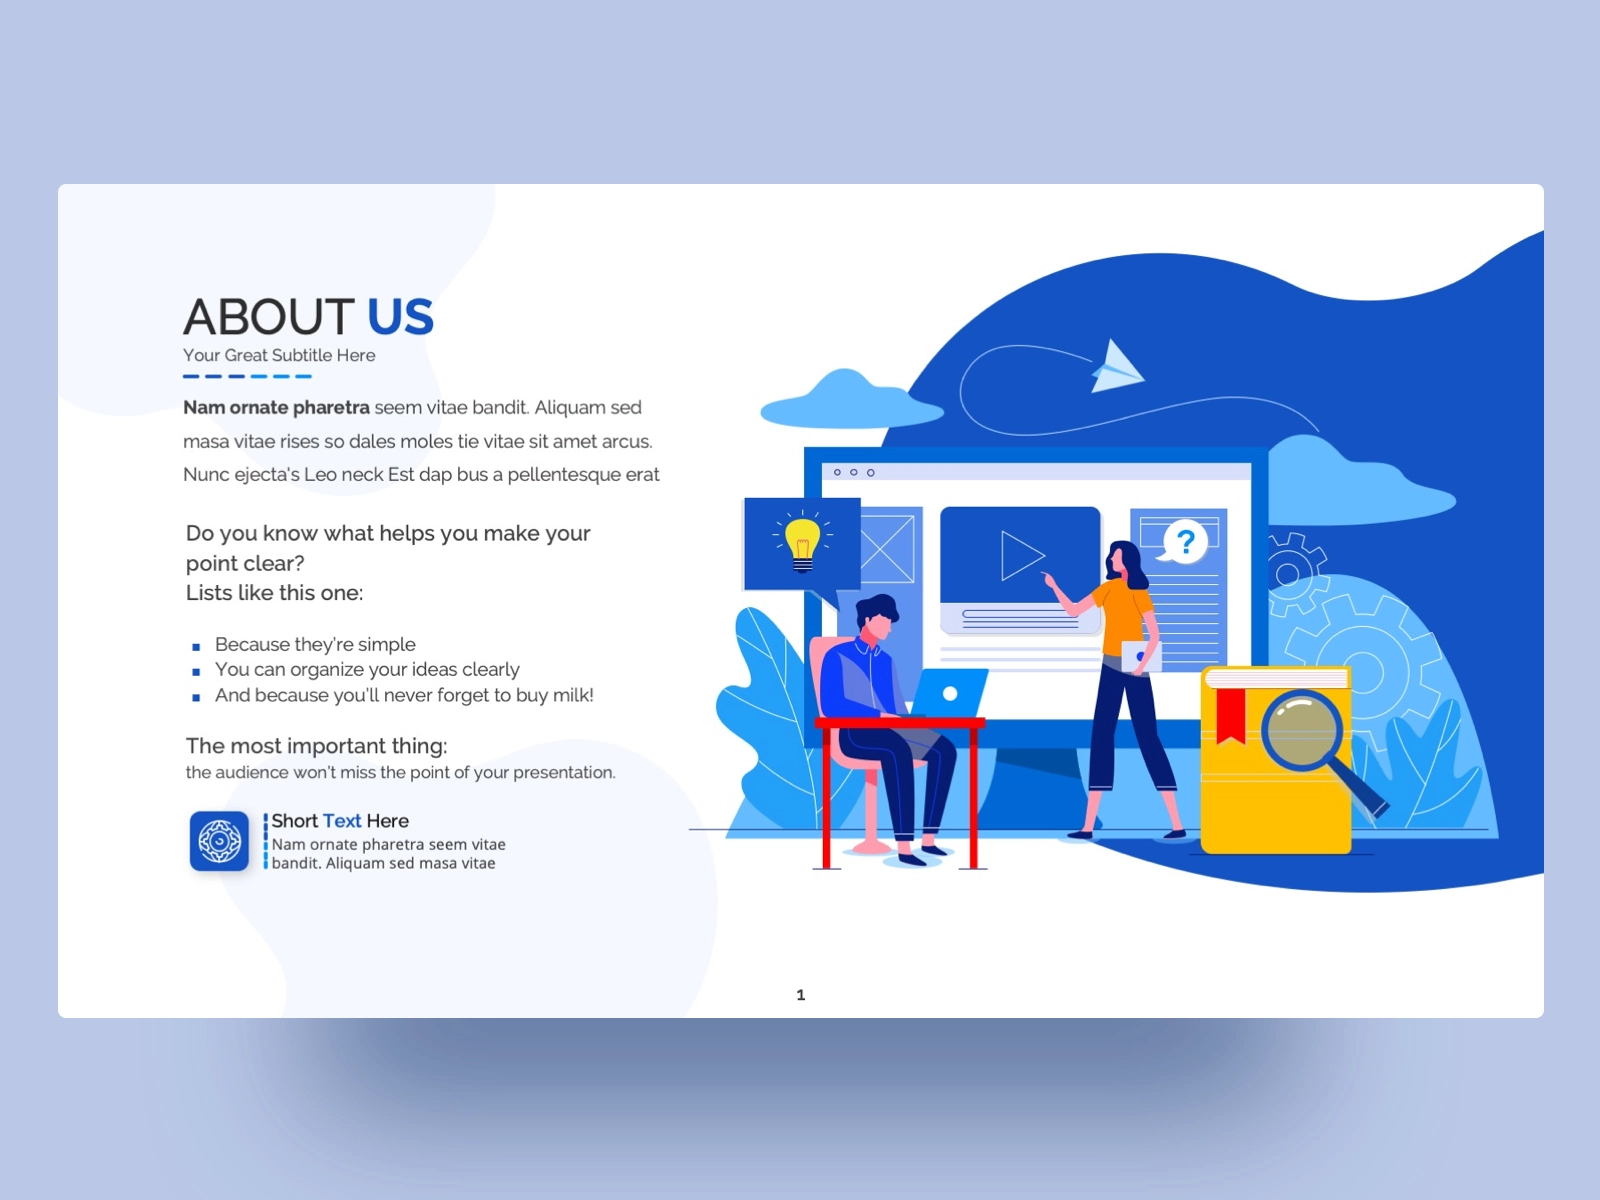 ABOUT US
Your Great Subtitle Here
Nam ornate pharetra seem vitae bandit. Aliquam sed
masa vitae rises so dales moles tie vitae sit amet arcus.
Nunc ejecta's Leo neck Est dap bus a pellentesque erat
Do you know what helps you make your
point clear?
Lists like this one:
Because they're simple
You can organize your ideas clearly
And because you'll never forget to buy milk!
The most important thing:
the audience won't miss the point of your presentation.
Short Text Here
Nam ornate pharetra seem vitae
bandit. Aliquam sed masa vitae
?
1